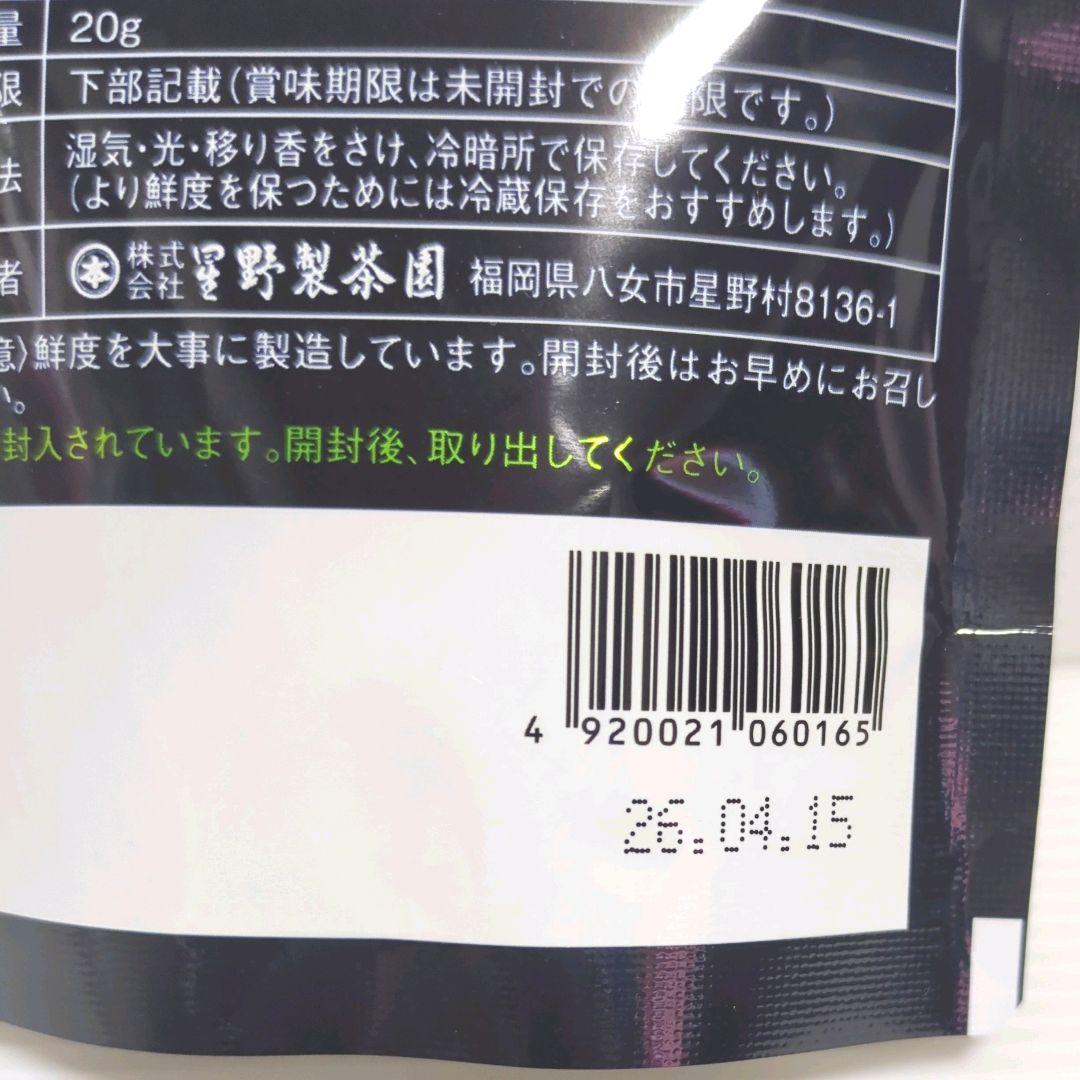 量 20g
限 下部記載(賞味期限は未開封での 限です。)
法 湿気・光・移り香をさけ、冷暗所で保存してください。
(より鮮度を保つためには冷蔵保存をおすすめします。)
者 本 株式会社 星野製茶園 福岡県八女市星野村8136-1
意〉鮮度を大事に製造しています。開封後はお早めにお召し
い。
封入されています。開封後、取り出してください。
4 920021 060165
26.04.15